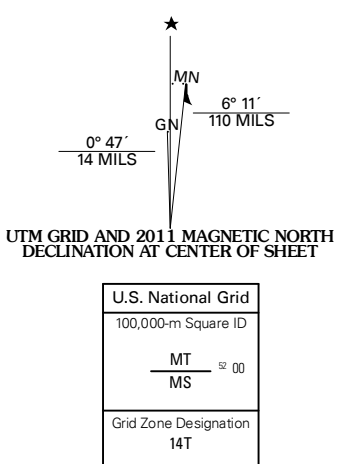 ★
MN
6° 11´
110 MILS
GN
0° 47´
14 MILS
UTM GRID AND 2011 MAGNETIC NORTH
DECLINATION AT CENTER OF SHEET
U.S. National Grid
100,000-m Square ID
MT
52 00
MS
Grid Zone Designation
14T